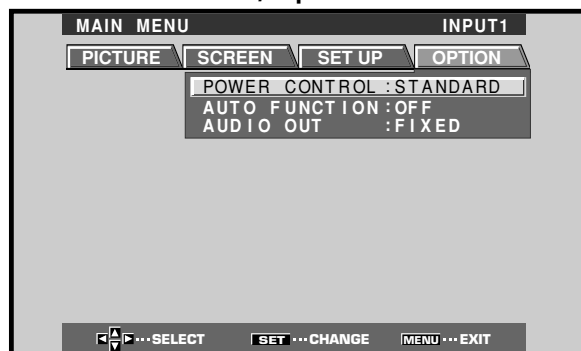 MAIN MENU INPUT1
PICTURE SCREEN SET UP OPTION
POWER CONTROL :STANDARD
AUTO FUNCTION :OFF
AUDIO OUT :FIXED
···SELECT SET ···CHANGE MENU ···EXIT